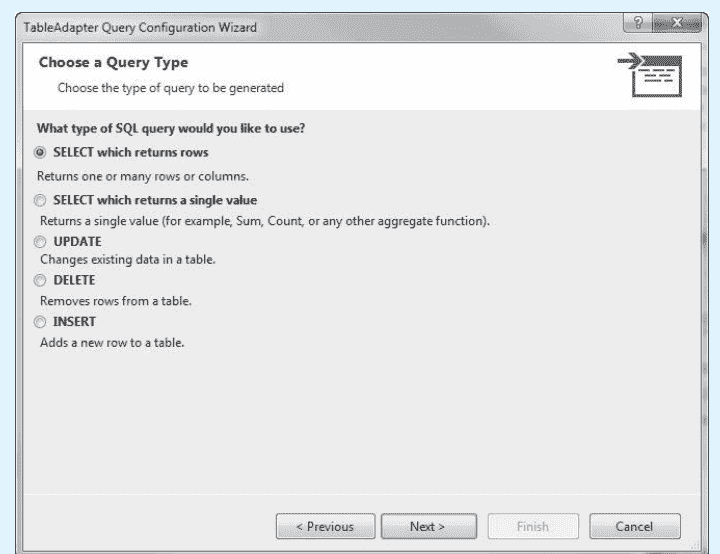 TableAdapter Query Configuration Wizard
?
X
Choose a Query Type
Choose the type of query to be generated
What type of SQL query would you like to use?
SELECT which returns rows
Returns one or many rows or columns.
SELECT which returns a single value
Returns a single value (for example, Sum, Count, or any other aggregate function).
UPDATE
Changes existing data in a table.
DELETE
Removes rows from a table.
INSERT
Adds a new row to a table.
< Previous Next > Finish Cancel